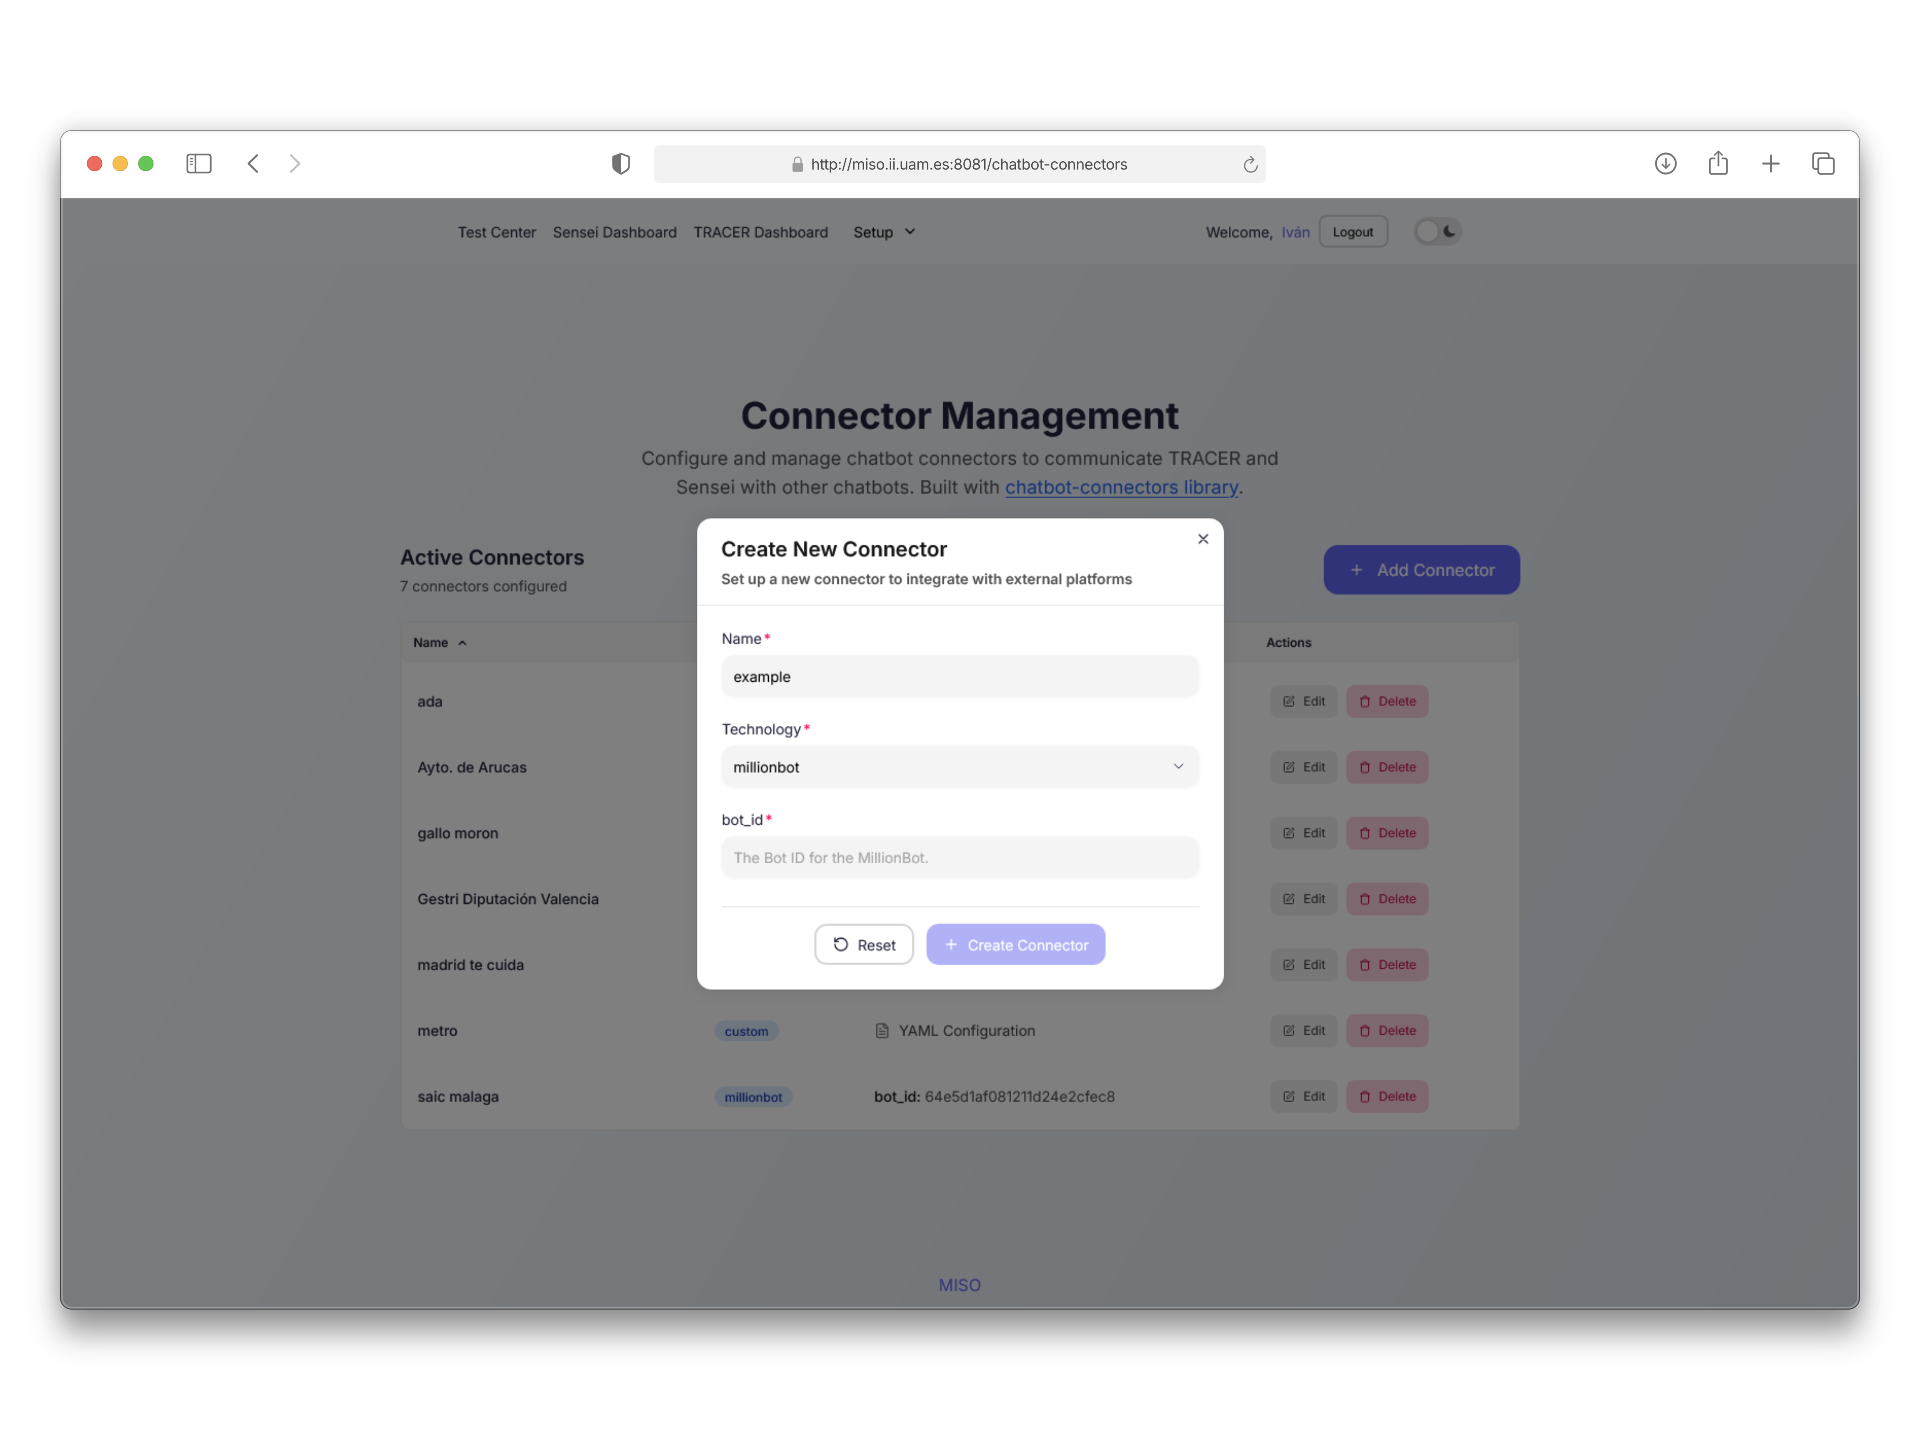 http://miso.ii.uam.es:8081/chatbot-connectors
Test Center Sensei Dashboard TRACER Dashboard Setup Welcome, Iván Logout
Connector Management
Configure and manage chatbot connectors to communicate TRACER and
Sensei with other chatbots. Built with chatbot-connectors library.
Active Connectors
7 connectors configured
+ Add Connector
Name Actions
ada Edit Delete
Ayto. de Arucas Edit Delete
gallo moron Edit Delete
Gestri Diputación Valencia Edit Delete
madrid te cuida Edit Delete
metro custom YAML Configuration Edit Delete
saic malaga millionbot bot_id: 64e5d1af081211d24e2cfec8 Edit Delete
Create New Connector
Set up a new connector to integrate with external platforms
Name*
example
Technology*
millionbot
bot_id*
The Bot ID for the MillionBot.
Reset + Create Connector
MISO